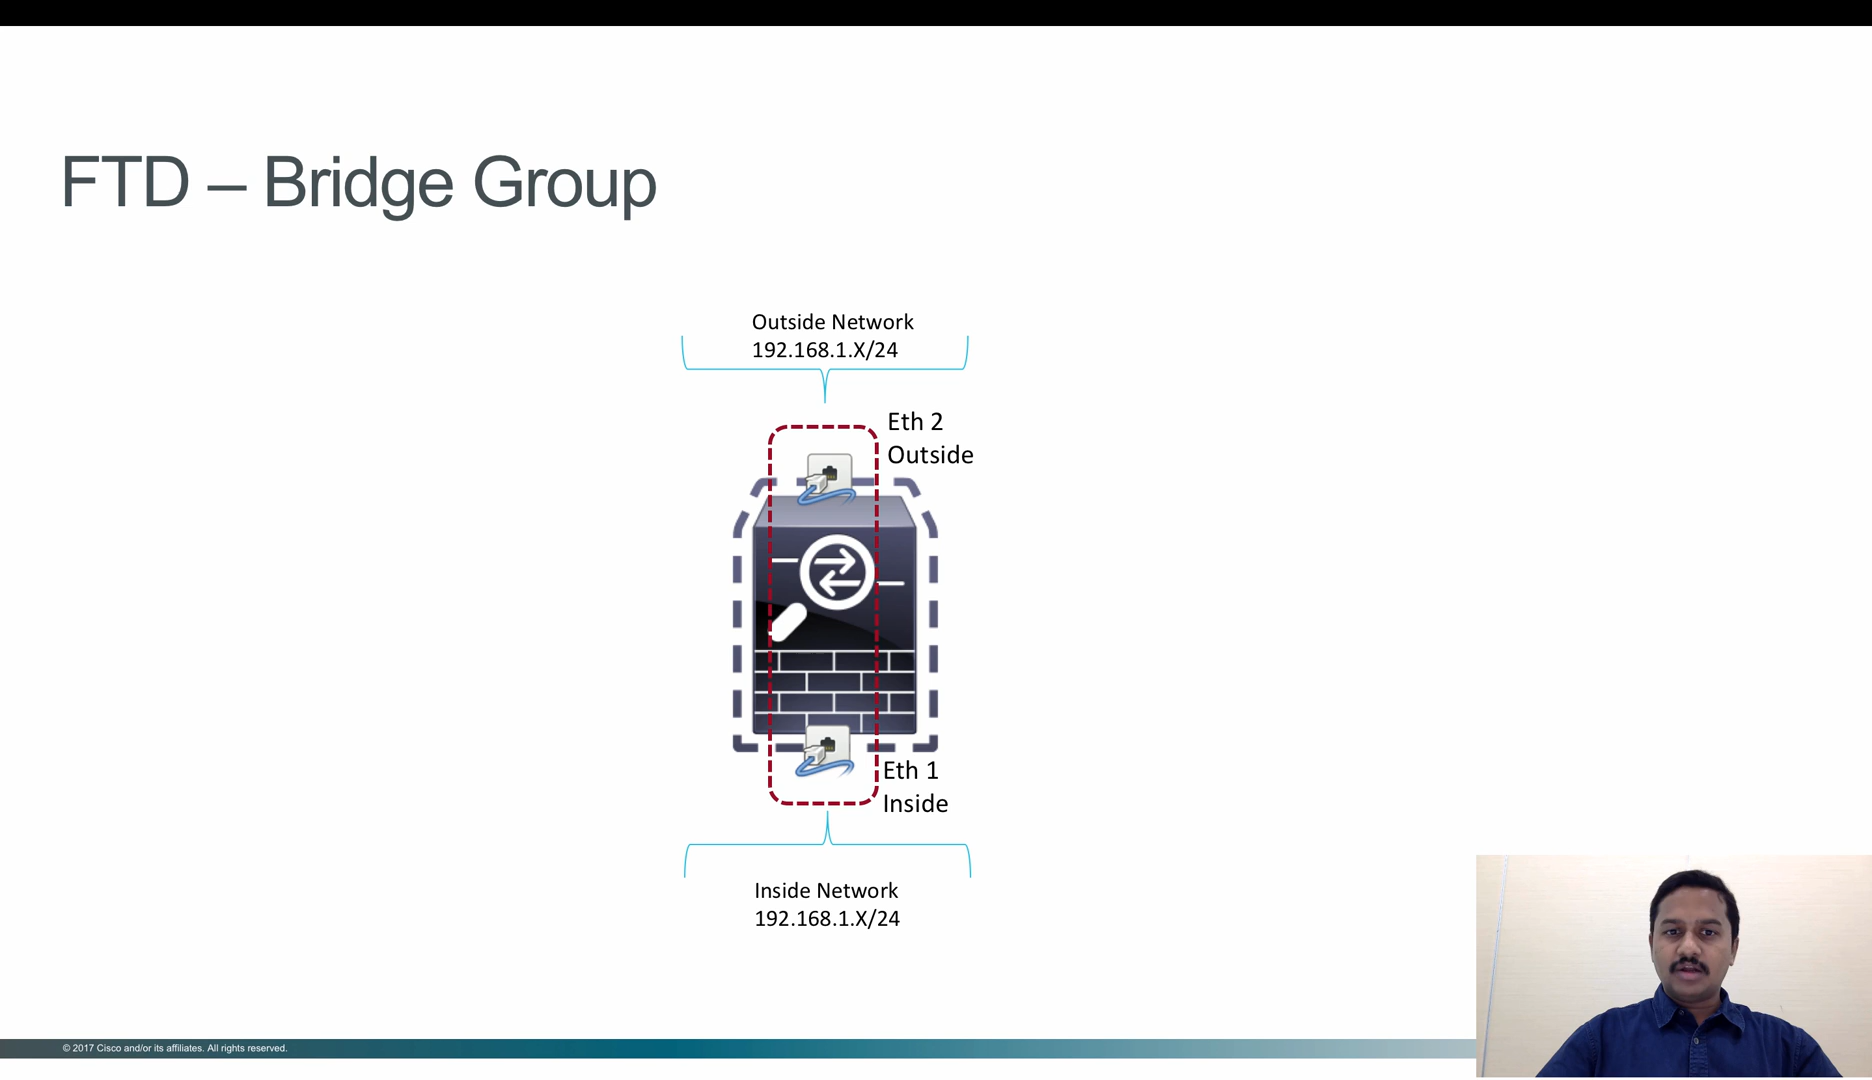 FTD – Bridge Group
Outside Network
192.168.1.X/24
Eth 2
Outside
Eth 1
Inside
Inside Network
192.168.1.X/24
© 2017 Cisco and/or its affiliates. All rights reserved.